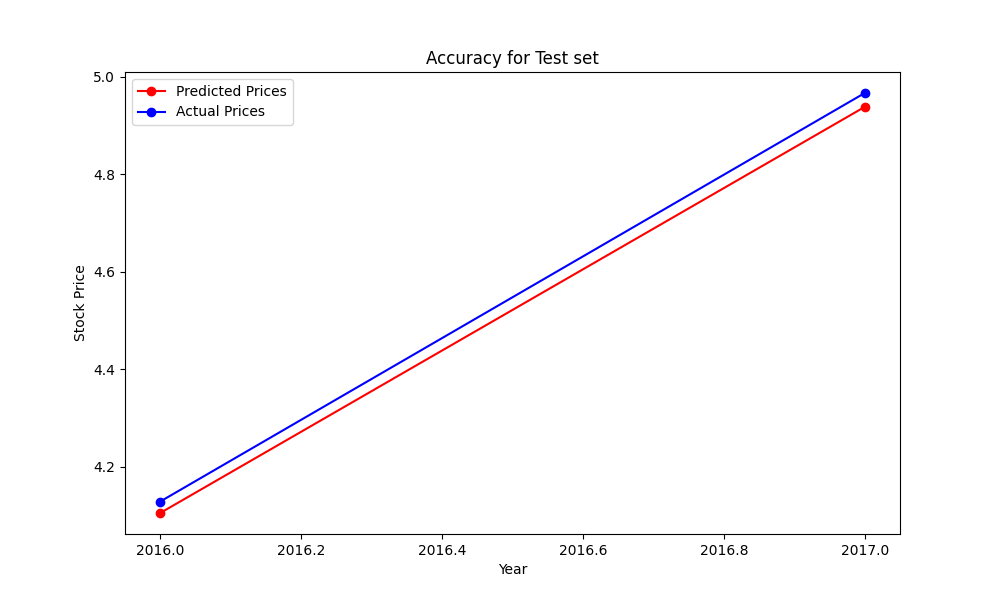 Accuracy for Test set
Predicted Prices
Actual Prices
5.0
4.8
4.6
4.4
4.2
Stock Price
2016.0 2016.2 2016.4 2016.6 2016.8 2017.0
Year